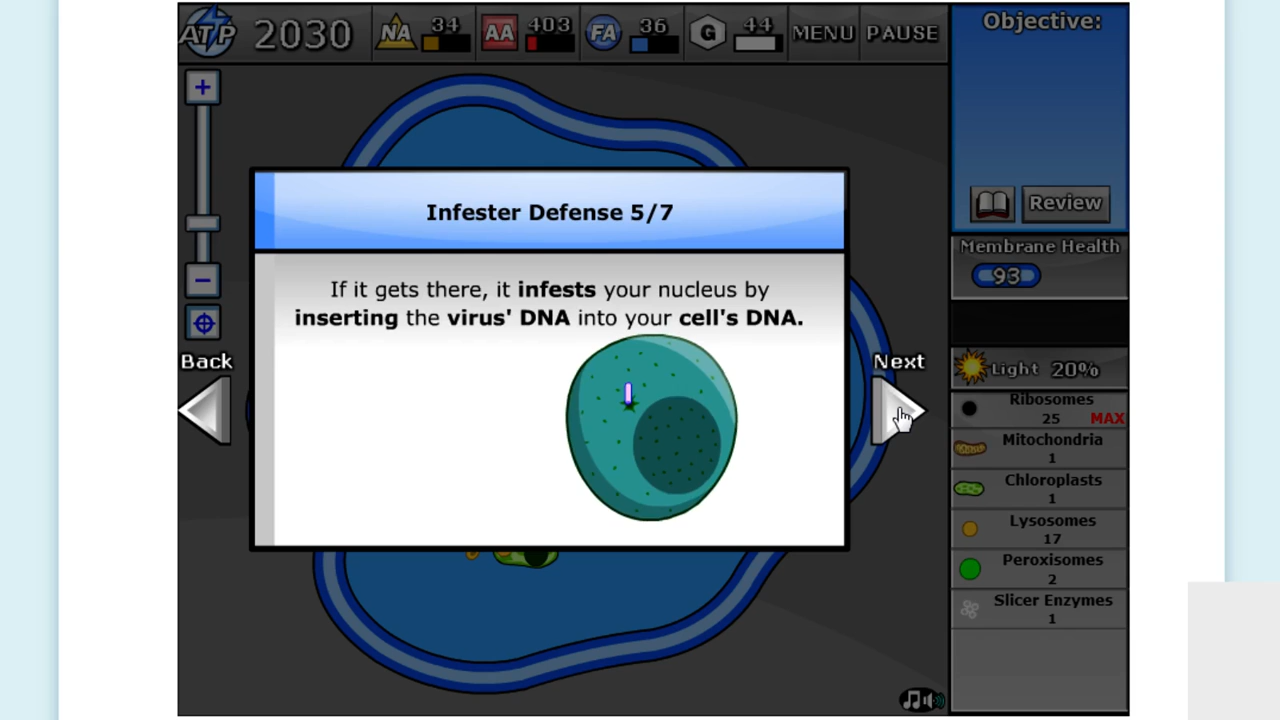 ATP 2030 NA 34 AA 403 FA 36 G 44 MENU PAUSE
Objective:
Review
Membrane Health
93
Infester Defense 5/7
If it gets there, it infests your nucleus by
inserting the virus' DNA into your cell's DNA.
Back
Next
Light 20%
Ribosomes
25 MAX
Mitochondria
1
Chloroplasts
1
Lysosomes
17
Peroxisomes
2
Slicer Enzymes
1